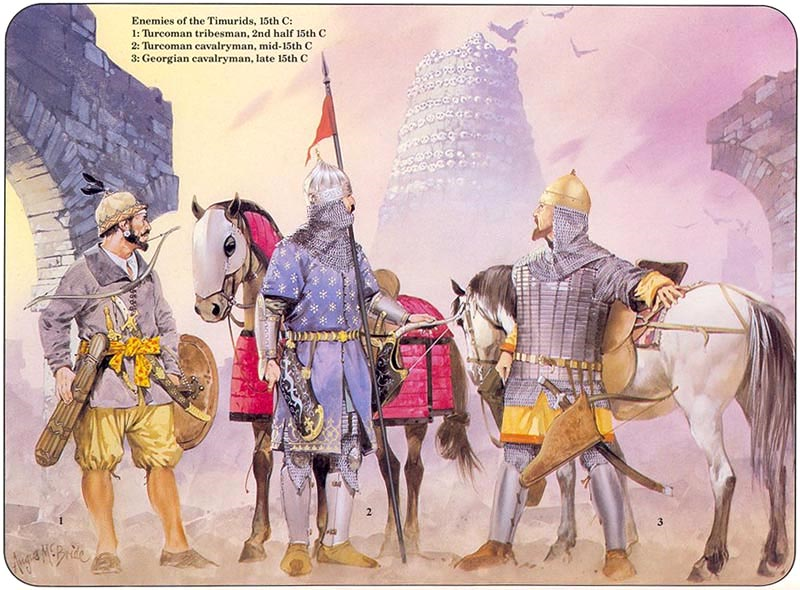 Enemies of the Timurids, 15th C:
1: Turcoman tribesman, 2nd half 15th C
2: Turcoman cavalryman, mid-15th C
3: Georgian cavalryman, late 15th C
1
2
3
Angus McBride